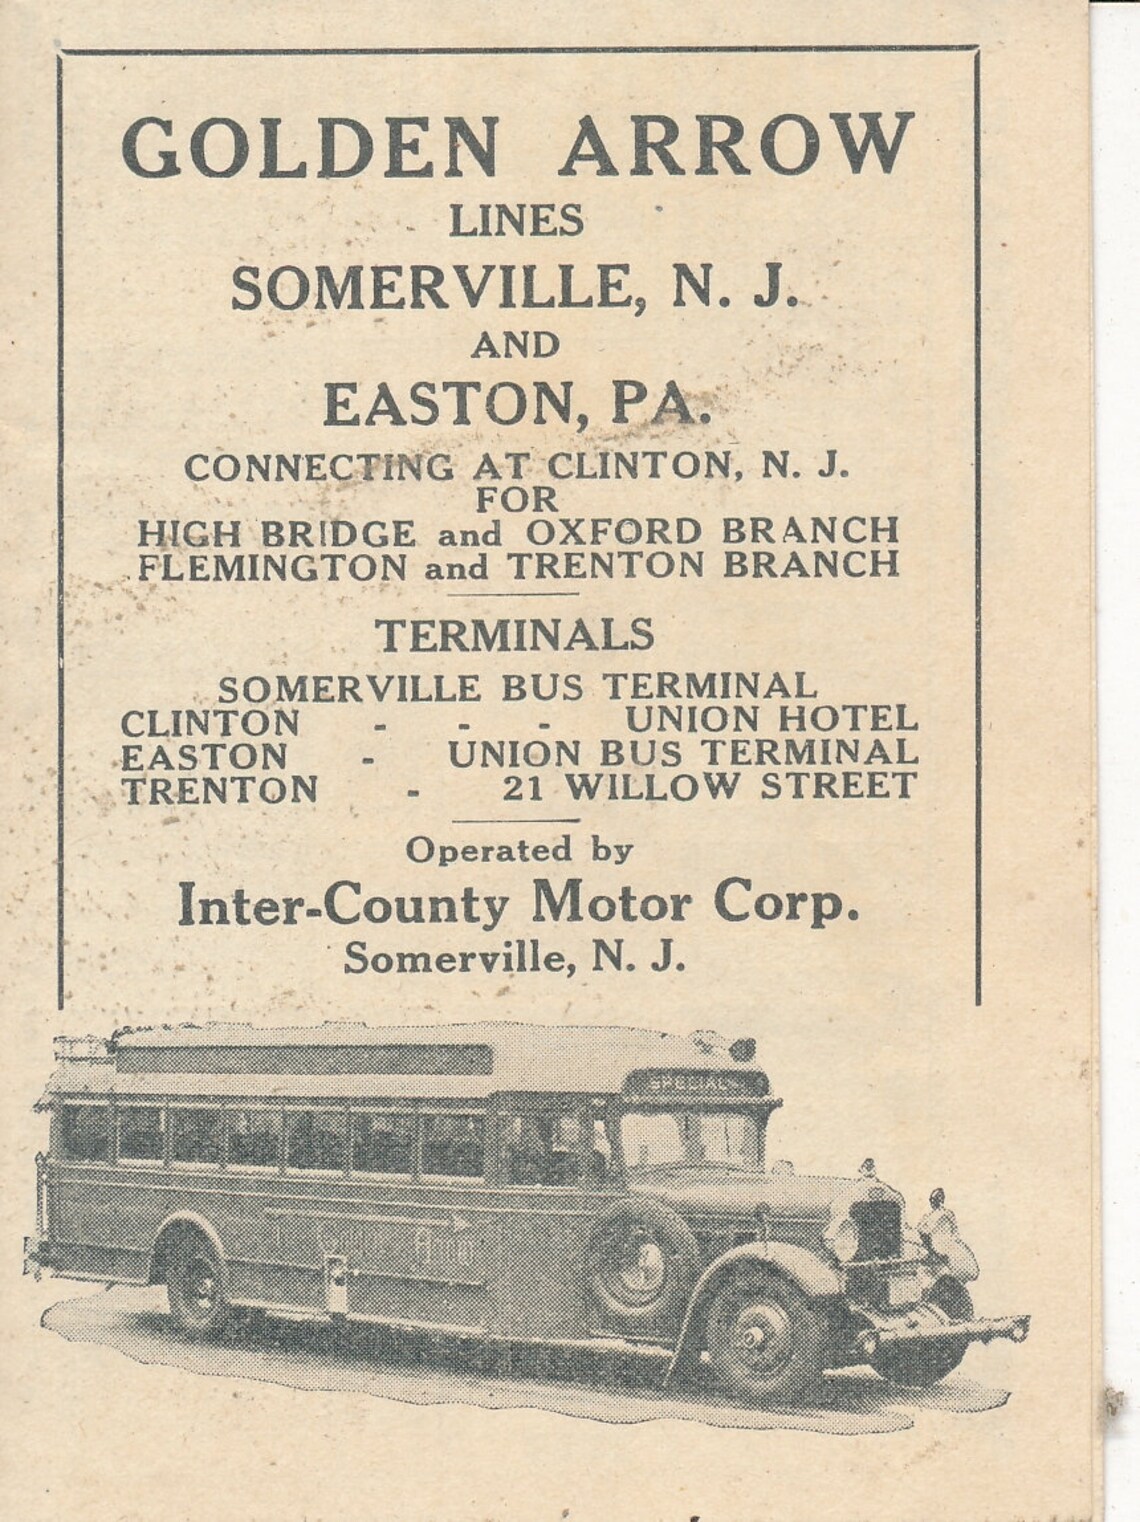 GOLDEN ARROW
LINES
SOMERVILLE, N. J.
AND
EASTON, PA.
CONNECTING AT CLINTON, N. J.
FOR
HIGH BRIDGE and OXFORD BRANCH
FLEMINGTON and TRENTON BRANCH
TERMINALS
SOMERVILLE BUS TERMINAL
CLINTON - - - UNION HOTEL
EASTON - UNION BUS TERMINAL
TRENTON - 21 WILLOW STREET
Operated by
Inter-County Motor Corp.
Somerville, N. J.
SPECIAL